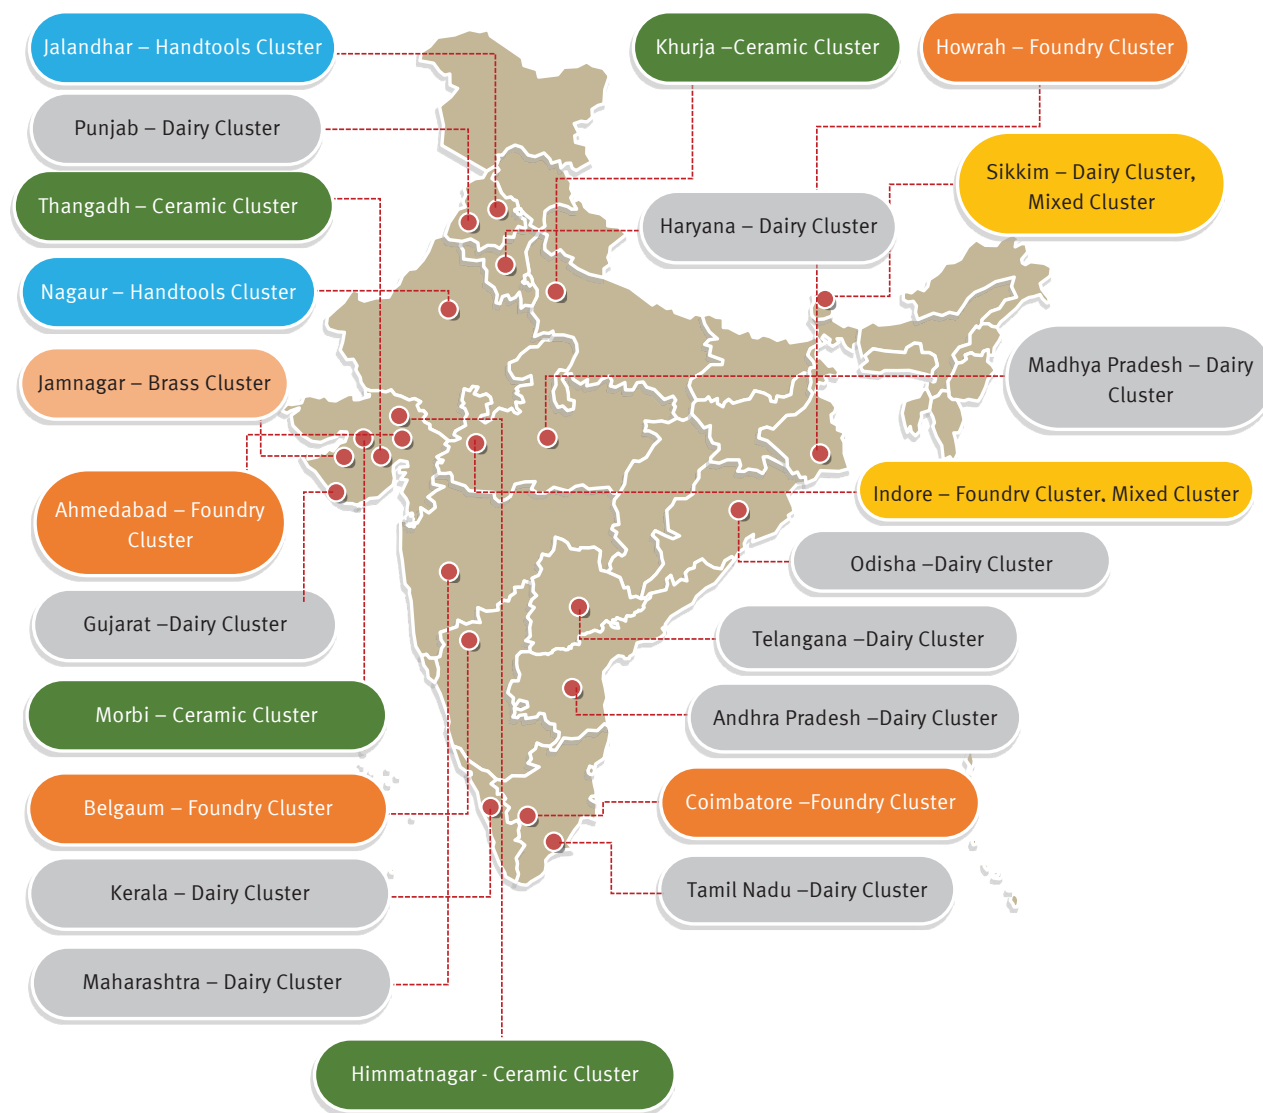 Jalandhar – Handtools Cluster
Khurja –Ceramic Cluster
Howrah – Foundry Cluster
Punjab – Dairy Cluster
Sikkim – Dairy Cluster,
Mixed Cluster
Thangadh – Ceramic Cluster
Haryana – Dairy Cluster
Nagaur – Handtools Cluster
Madhya Pradesh – Dairy
Cluster
Jamnagar – Brass Cluster
Indore – Foundry Cluster, Mixed Cluster
Ahmedabad – Foundry
Cluster
Odisha –Dairy Cluster
Gujarat –Dairy Cluster
Telangana –Dairy Cluster
Morbi – Ceramic Cluster
Andhra Pradesh –Dairy Cluster
Belgaum – Foundry Cluster
Coimbatore –Foundry Cluster
Kerala – Dairy Cluster
Tamil Nadu –Dairy Cluster
Maharashtra – Dairy Cluster
Himmatnagar - Ceramic Cluster